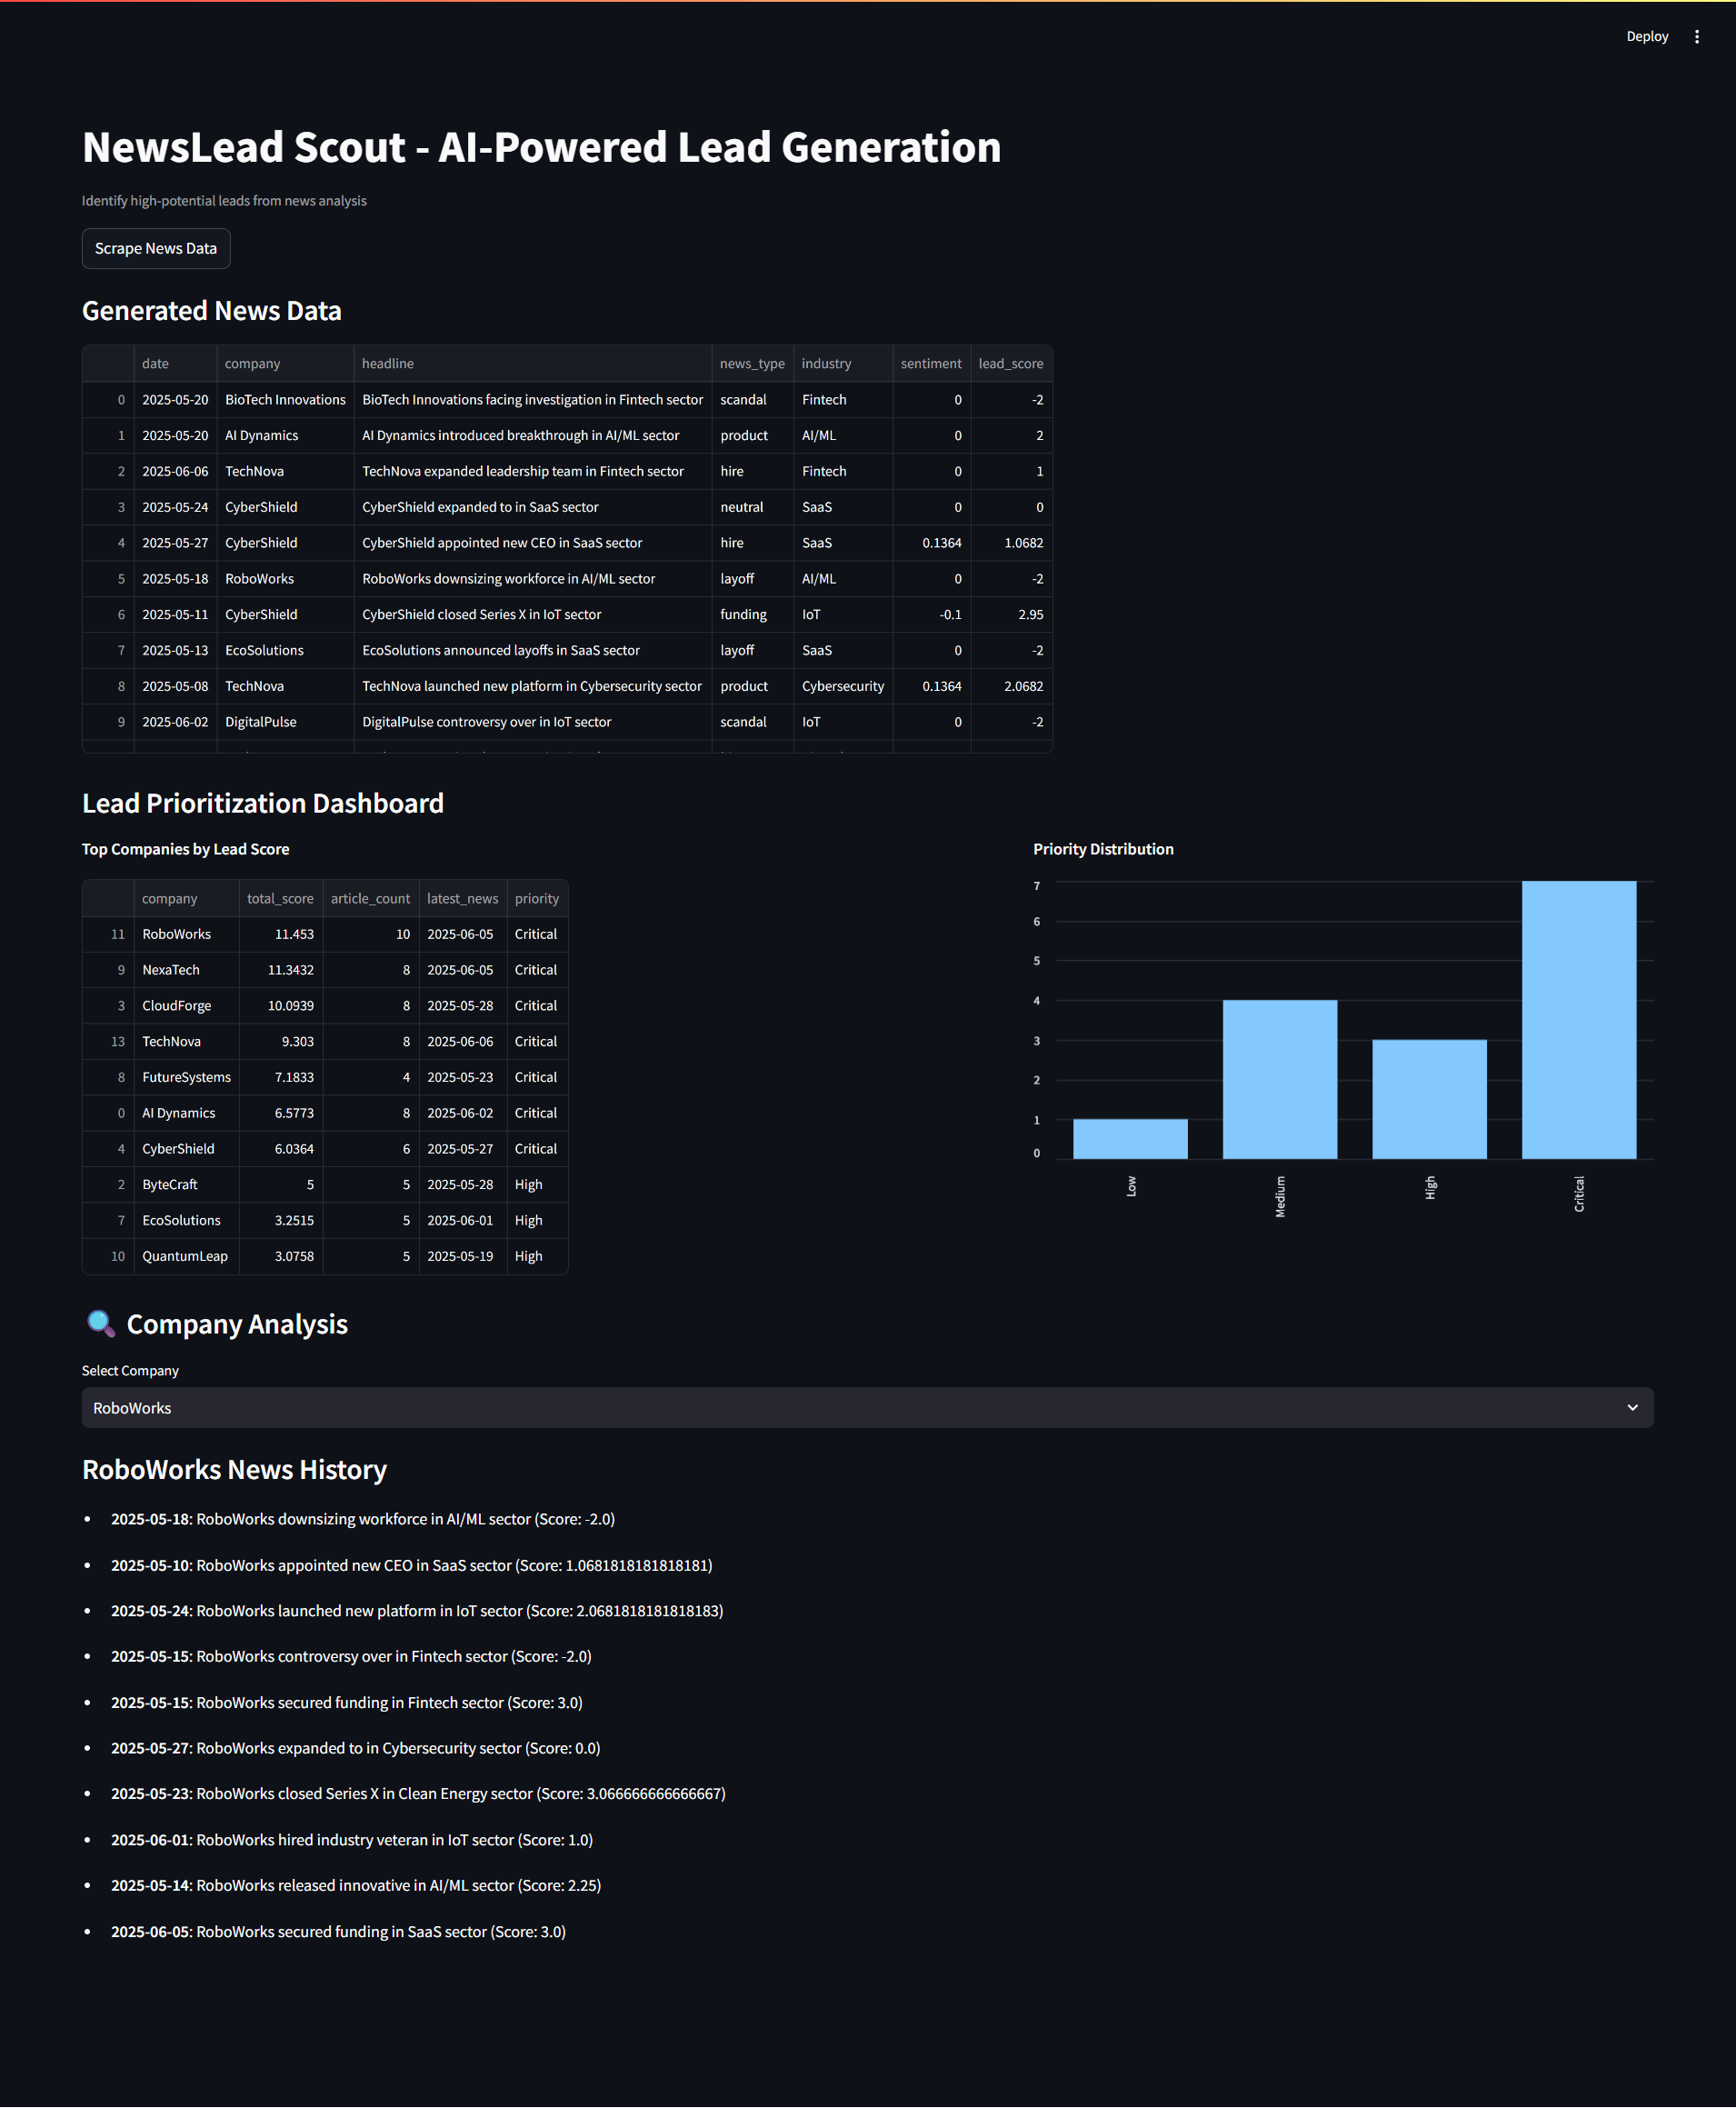 Deploy
NewsLead Scout - AI-Powered Lead Generation
Identify high-potential leads from news analysis
Scrape News Data
Generated News Data
date company headline news_type industry sentiment lead_score
0 2025-05-20 BioTech Innovations BioTech Innovations facing investigation in Fintech sector scandal Fintech 0 -2
1 2025-05-20 AI Dynamics AI Dynamics introduced breakthrough in AI/ML sector product AI/ML 0 2
2 2025-06-06 TechNova TechNova expanded leadership team in Fintech sector hire Fintech 0 1
3 2025-05-24 CyberShield CyberShield expanded to in SaaS sector neutral SaaS 0 0
4 2025-05-27 CyberShield CyberShield appointed new CEO in SaaS sector hire SaaS 0.1364 1.0682
5 2025-05-18 RoboWorks RoboWorks downsizing workforce in AI/ML sector layoff AI/ML 0 -2
6 2025-05-11 CyberShield CyberShield closed Series X in IoT sector funding IoT -0.1 2.95
7 2025-05-13 EcoSolutions EcoSolutions announced layoffs in SaaS sector layoff SaaS 0 -2
8 2025-05-08 TechNova TechNova launched new platform in Cybersecurity sector product Cybersecurity 0.1364 2.0682
9 2025-06-02 DigitalPulse DigitalPulse controversy over in IoT sector scandal IoT 0 -2
Lead Prioritization Dashboard
Top Companies by Lead Score
company total_score article_count latest_news priority
11 RoboWorks 11.453 10 2025-06-05 Critical
9 NexaTech 11.3432 8 2025-06-05 Critical
3 CloudForge 10.0939 8 2025-05-28 Critical
13 TechNova 9.303 8 2025-06-06 Critical
8 FutureSystems 7.1833 4 2025-05-23 Critical
0 AI Dynamics 6.5773 8 2025-06-02 Critical
4 CyberShield 6.0364 6 2025-05-27 Critical
2 ByteCraft 5 5 2025-05-28 High
7 EcoSolutions 3.2515 5 2025-06-01 High
10 QuantumLeap 3.0758 5 2025-05-19 High
Priority Distribution
7
6
5
4
3
2
1
0
Low Medium High Critical
Company Analysis
Select Company
RoboWorks
RoboWorks News History
• 2025-05-18: RoboWorks downsizing workforce in AI/ML sector (Score: -2.0)
• 2025-05-10: RoboWorks appointed new CEO in SaaS sector (Score: 1.0681818181818181)
• 2025-05-24: RoboWorks launched new platform in IoT sector (Score: 2.0681818181818183)
• 2025-05-15: RoboWorks controversy over in Fintech sector (Score: -2.0)
• 2025-05-15: RoboWorks secured funding in Fintech sector (Score: 3.0)
• 2025-05-27: RoboWorks expanded to in Cybersecurity sector (Score: 0.0)
• 2025-05-23: RoboWorks closed Series X in Clean Energy sector (Score: 3.066666666666667)
• 2025-06-01: RoboWorks hired industry veteran in IoT sector (Score: 1.0)
• 2025-05-14: RoboWorks released innovative in AI/ML sector (Score: 2.25)
• 2025-06-05: RoboWorks secured funding in SaaS sector (Score: 3.0)